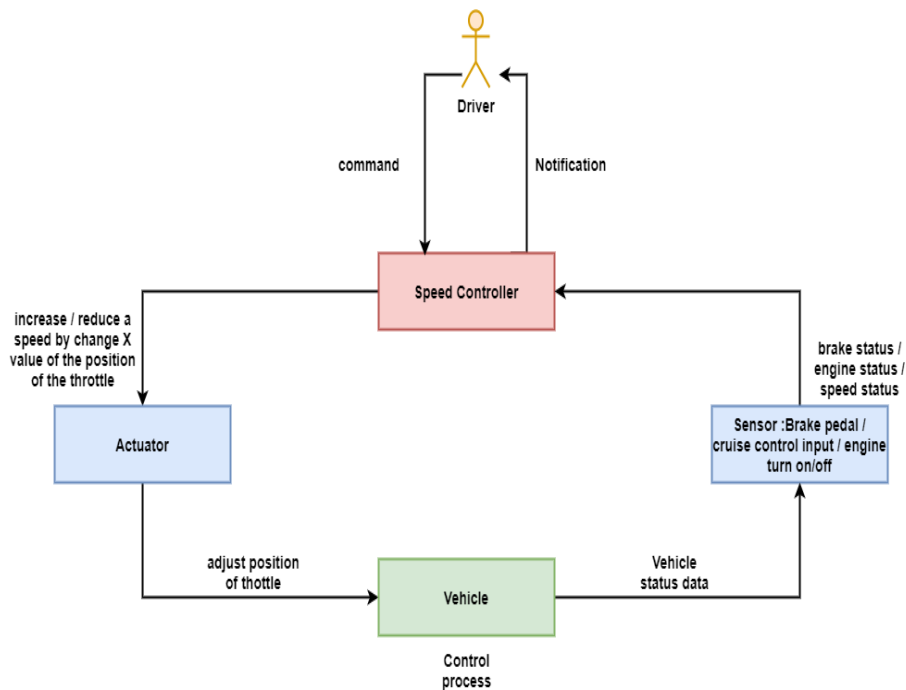 Driver
command
Notification
Speed Controller
increase / reduce a
speed by change X
value of the position
of the throttle
brake status /
engine status /
speed status
Actuator
Sensor :Brake pedal /
cruise control input / engine
turn on/off
adjust position
of thottle
Vehicle
status data
Vehicle
Control
process